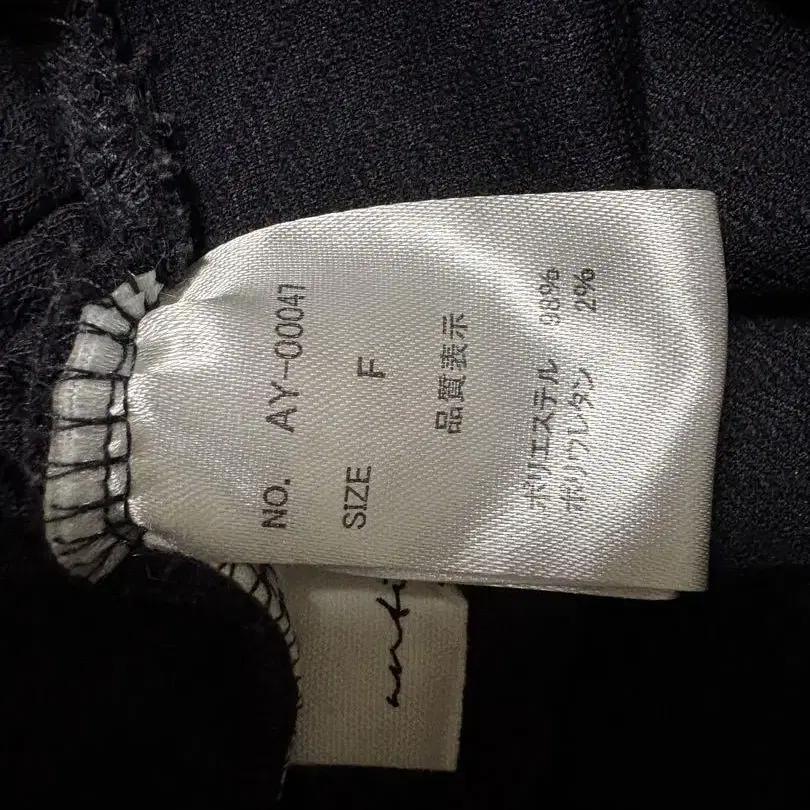 NO. AY-00047
SIZE F
品質表示
ポリエステル 98%
ポリウレタン 2%